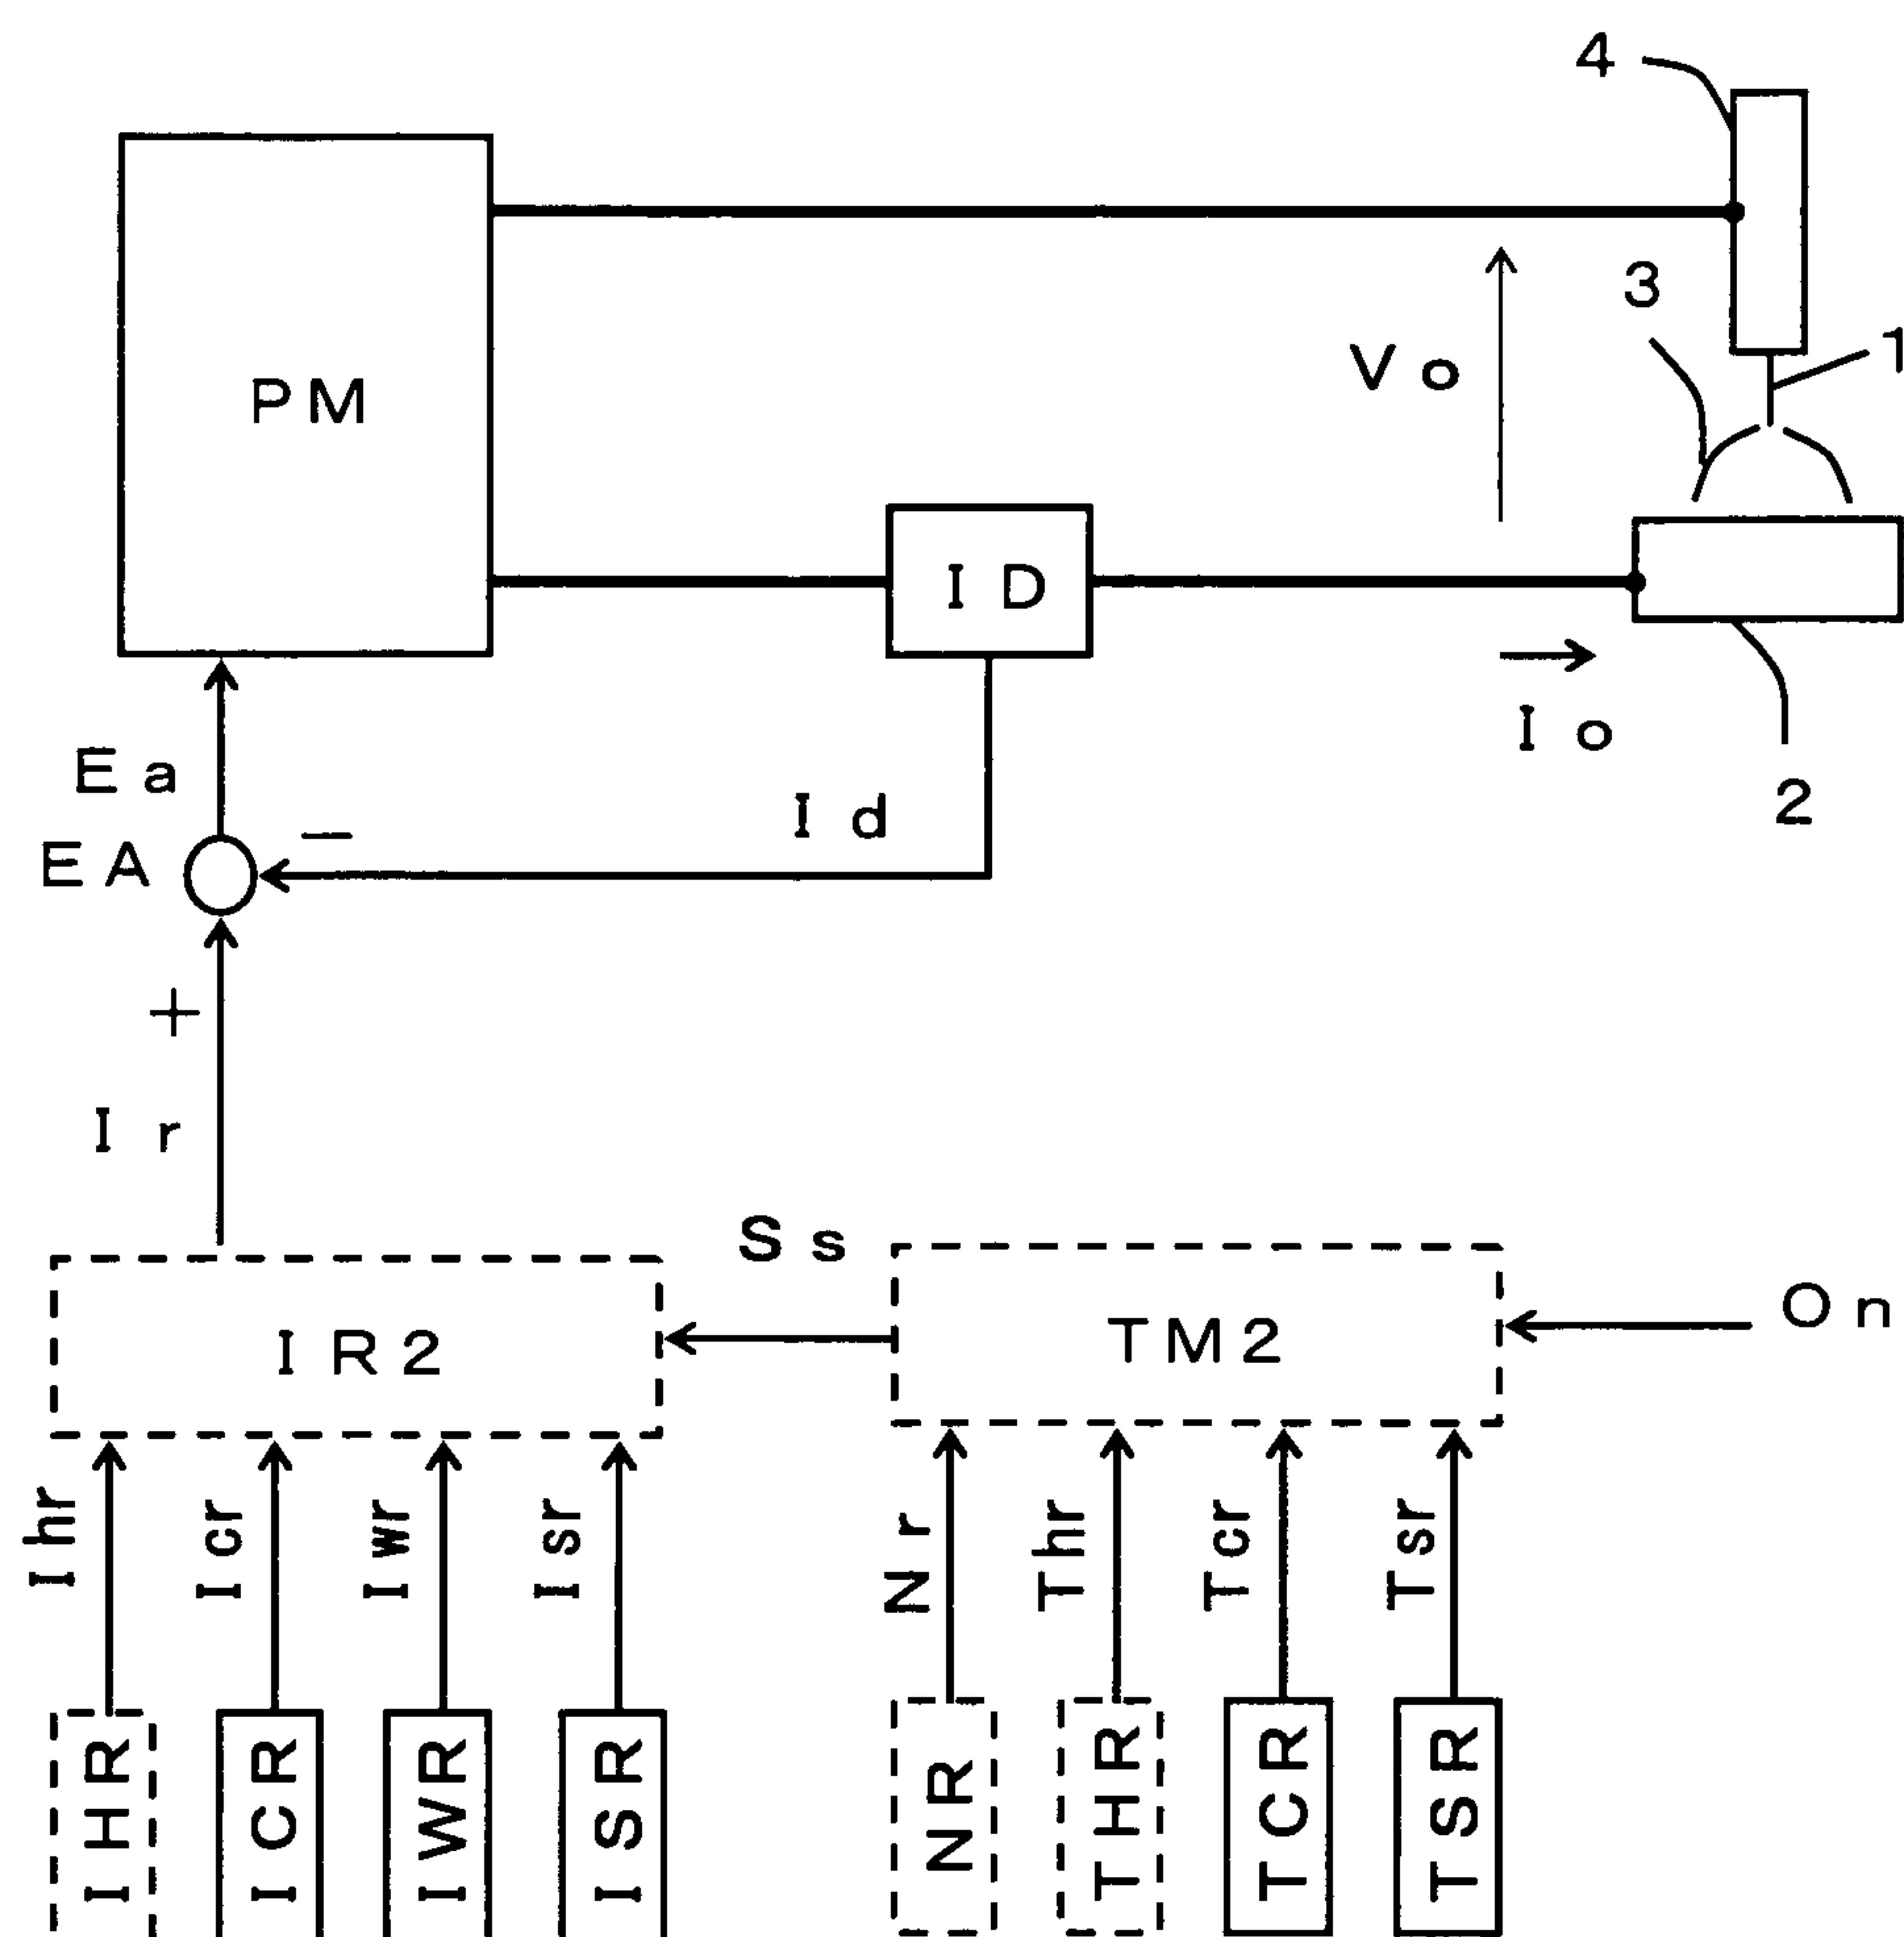 4
3
1
Vo
PM
ID
Io
2
Ea
EA
−
Id
+
Ir
Ss
IR2
TM2
On
Ihr
Icr
Iwr
Isr
Nr
Thr
Tcr
Tsr
IHR
ICR
IWR
ISR
NR
THR
TCR
TSR